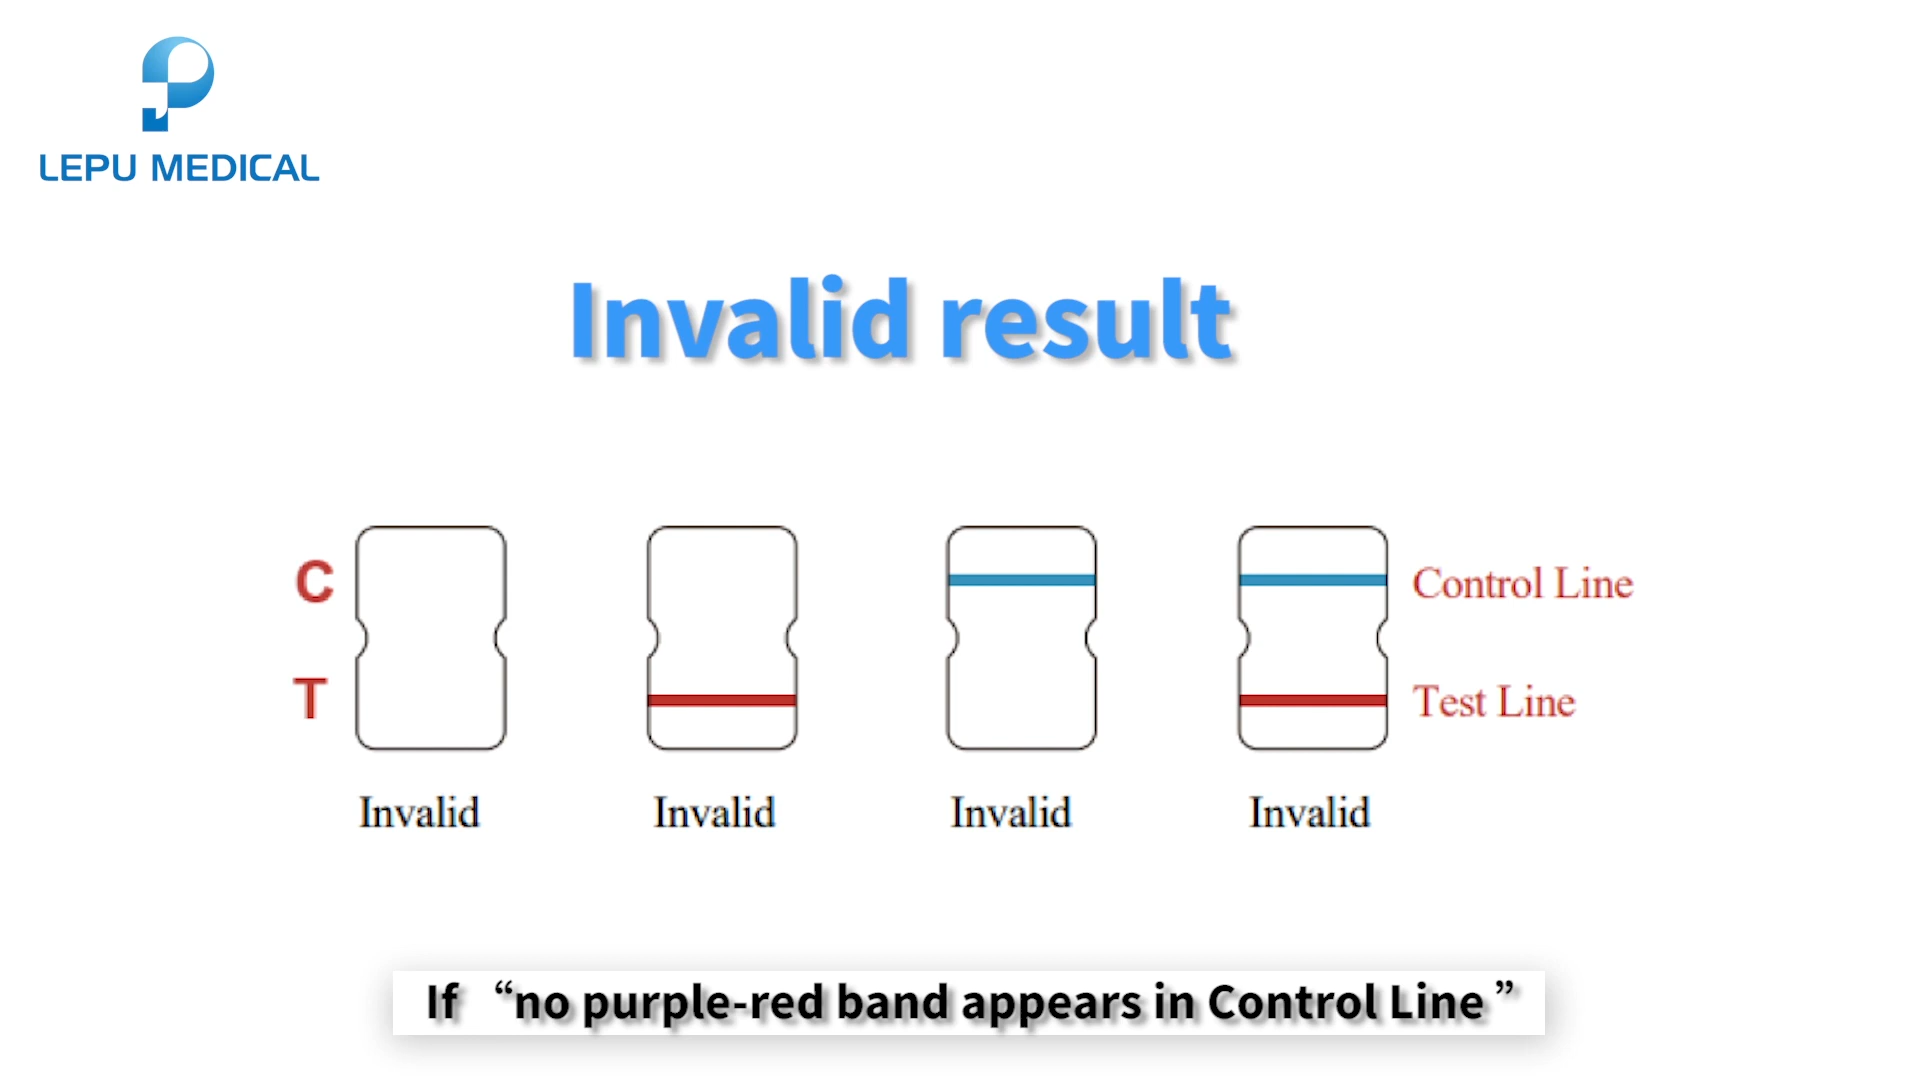 LEPU MEDICAL
Invalid result
C
Control Line
T
Test Line
Invalid Invalid Invalid Invalid
If “no purple-red band appears in Control Line”